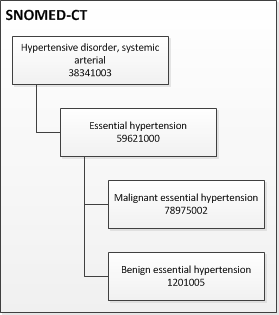 SNOMED-CT
Hypertensive disorder, systemic
arterial
38341003
Essential hypertension
59621000
Malignant essential hypertension
78975002
Benign essential hypertension
1201005